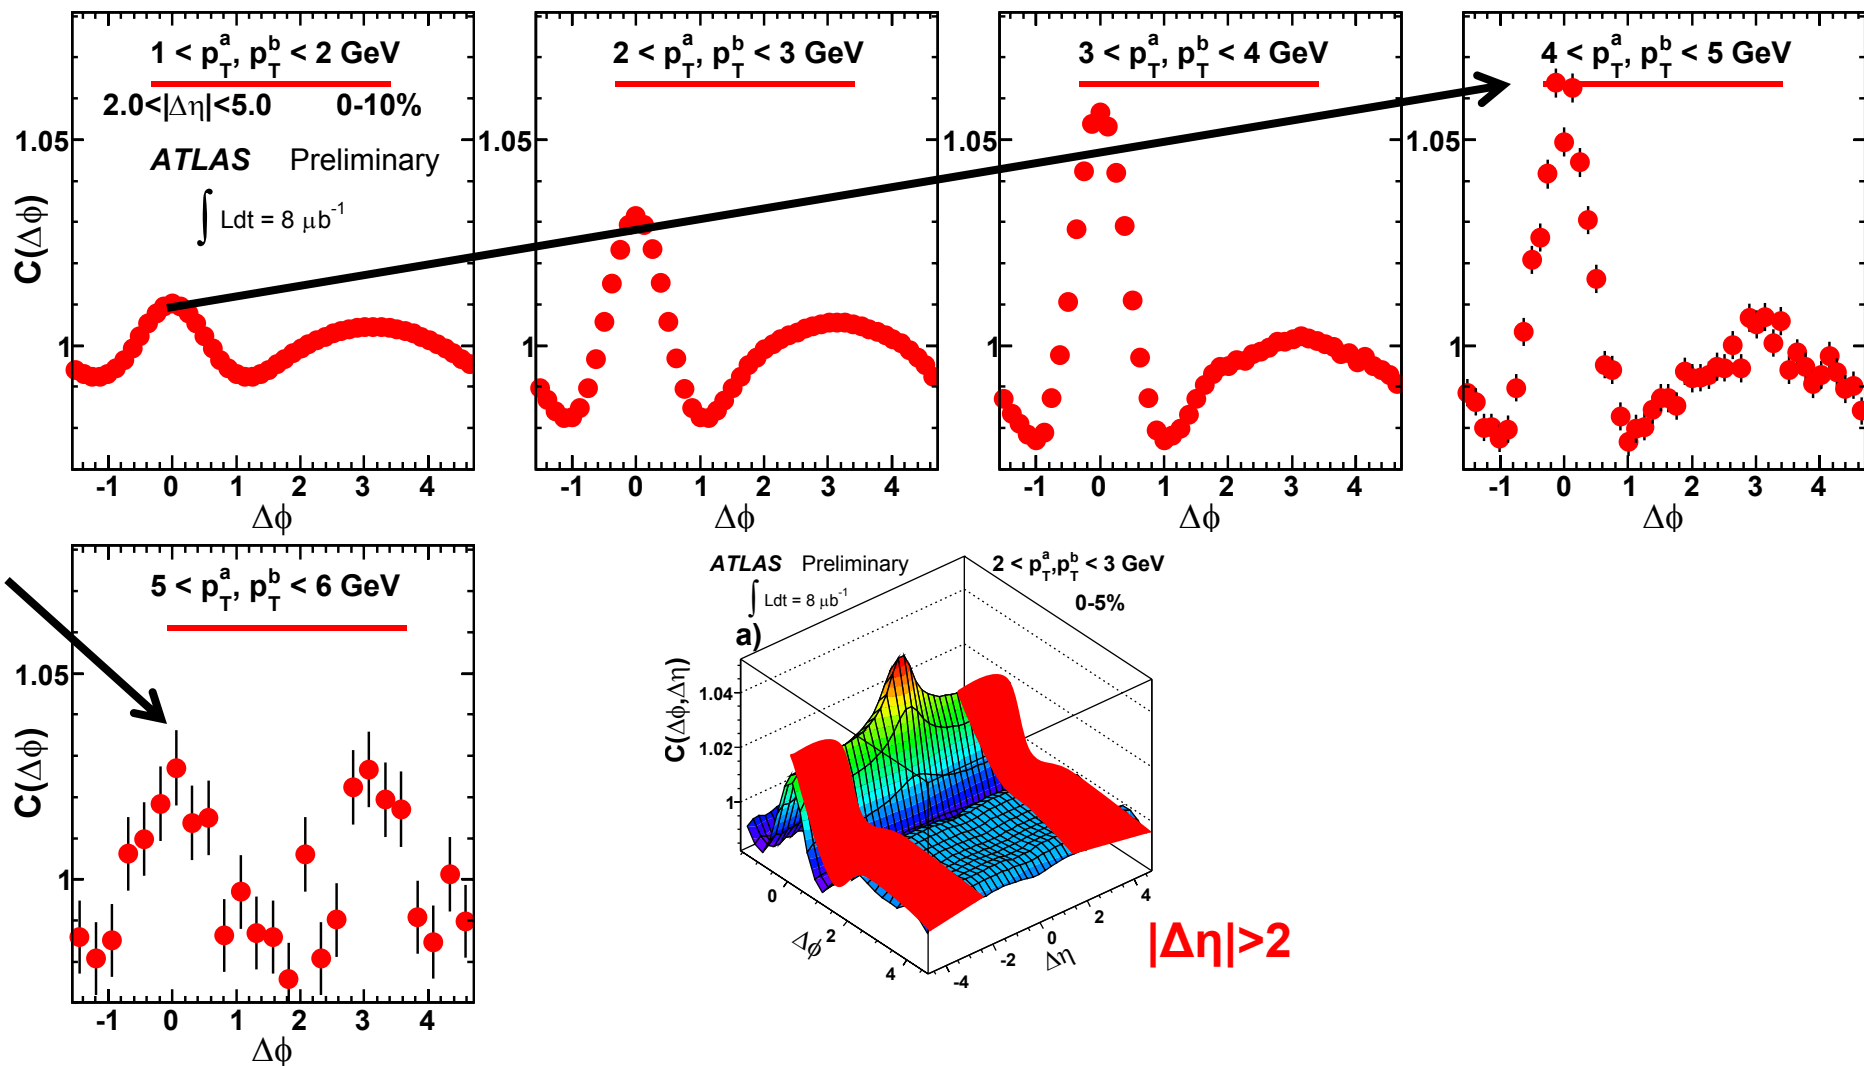 1 < p_T^a, p_T^b < 2 GeV
2.0<|Δη|<5.0 0-10%
ATLAS Preliminary
∫ Ldt = 8 μb⁻¹
C(Δϕ)
1.05
1
-1 0 1 2 3 4
Δϕ
2 < p_T^a, p_T^b < 3 GeV
1.05
1
-1 0 1 2 3 4
Δϕ
3 < p_T^a, p_T^b < 4 GeV
1.05
1
-1 0 1 2 3 4
Δϕ
4 < p_T^a, p_T^b < 5 GeV
1.05
1
-1 0 1 2 3 4
Δϕ
5 < p_T^a, p_T^b < 6 GeV
C(Δϕ)
1.05
1
-1 0 1 2 3 4
Δϕ
ATLAS Preliminary
2 < p_T^a,p_T^b < 3 GeV
∫ Ldt = 8 μb⁻¹
0-5%
a)
C(Δϕ,Δη)
1.04
1.02
1
0
2
4
Δϕ
-4
-2
0
2
4
Δη
|Δη|>2